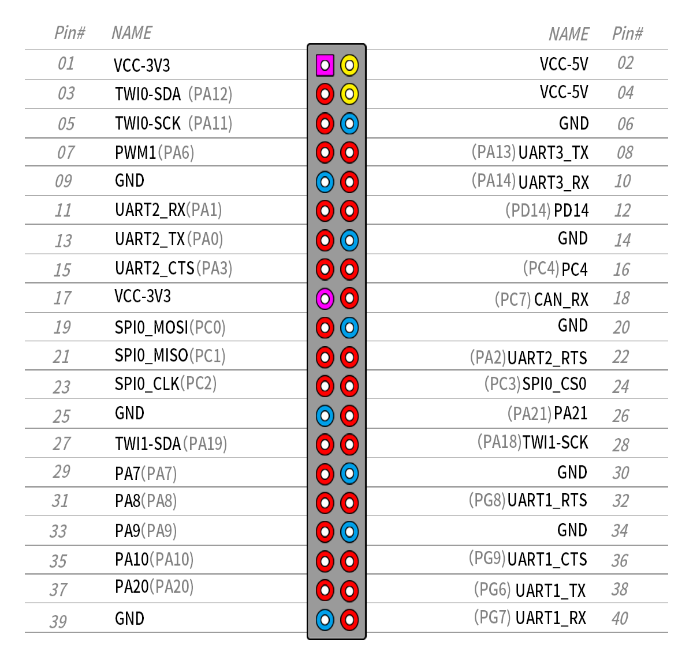 Pin# NAME NAME Pin#
01 VCC-3V3 VCC-5V 02
03 TWI0-SDA (PA12) VCC-5V 04
05 TWI0-SCK (PA11) GND 06
07 PWM1(PA6) (PA13)UART3_TX 08
09 GND (PA14)UART3_RX 10
11 UART2_RX(PA1) (PD14)PD14 12
13 UART2_TX(PA0) GND 14
15 UART2_CTS(PA3) (PC4)PC4 16
17 VCC-3V3 (PC7) CAN_RX 18
19 SPI0_MOSI(PC0) GND 20
21 SPI0_MISO(PC1) (PA2)UART2_RTS 22
23 SPI0_CLK(PC2) (PC3)SPI0_CS0 24
25 GND (PA21)PA21 26
27 TWI1-SDA(PA19) (PA18)TWI1-SCK 28
29 PA7(PA7) GND 30
31 PA8(PA8) (PG8)UART1_RTS 32
33 PA9(PA9) GND 34
35 PA10(PA10) (PG9)UART1_CTS 36
37 PA20(PA20) (PG6) UART1_TX 38
39 GND (PG7) UART1_RX 40